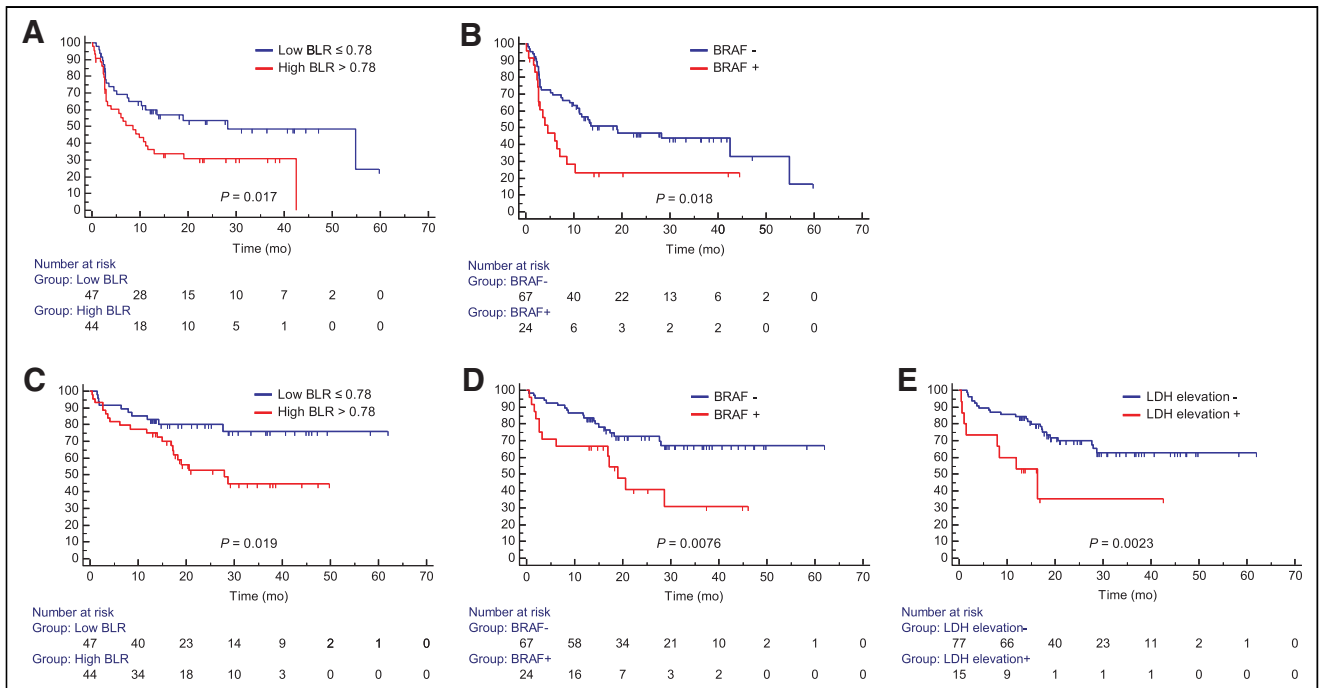 A
Low BLR ≤ 0.78
High BLR > 0.78
100
90
80
70
60
50
40
30
20
10
0
P = 0.017
0 10 20 30 40 50 60 70
Time (mo)
Number at risk
Group: Low BLR
47 28 15 10 7 2 0
Group: High BLR
44 18 10 5 1 0 0
B
BRAF -
BRAF +
100
90
80
70
60
50
40
30
20
10
0
P = 0.018
0 10 20 30 40 50 60 70
Time (mo)
Number at risk
Group: BRAF-
67 40 22 13 6 2 0
Group: BRAF+
24 6 3 2 2 0 0
C
Low BLR ≤ 0.78
High BLR > 0.78
100
90
80
70
60
50
40
30
20
10
0
P = 0.019
0 10 20 30 40 50 60 70
Time (mo)
Number at risk
Group: Low BLR
47 40 23 14 9 2 1 0
Group: High BLR
44 34 18 10 3 0 0 0
D
BRAF -
BRAF +
100
90
80
70
60
50
40
30
20
10
0
P = 0.0076
0 10 20 30 40 50 60 70
Time (mo)
Number at risk
Group: BRAF-
67 58 34 21 10 2 1 0
Group: BRAF+
24 16 7 3 2 0 0 0
E
LDH elevation -
LDH elevation +
100
90
80
70
60
50
40
30
20
10
0
P = 0.0023
0 10 20 30 40 50 60 70
Time (mo)
Number at risk
Group: LDH elevation-
77 66 40 23 11 2 1 0
Group: LDH elevation+
15 9 1 1 1 0 0 0